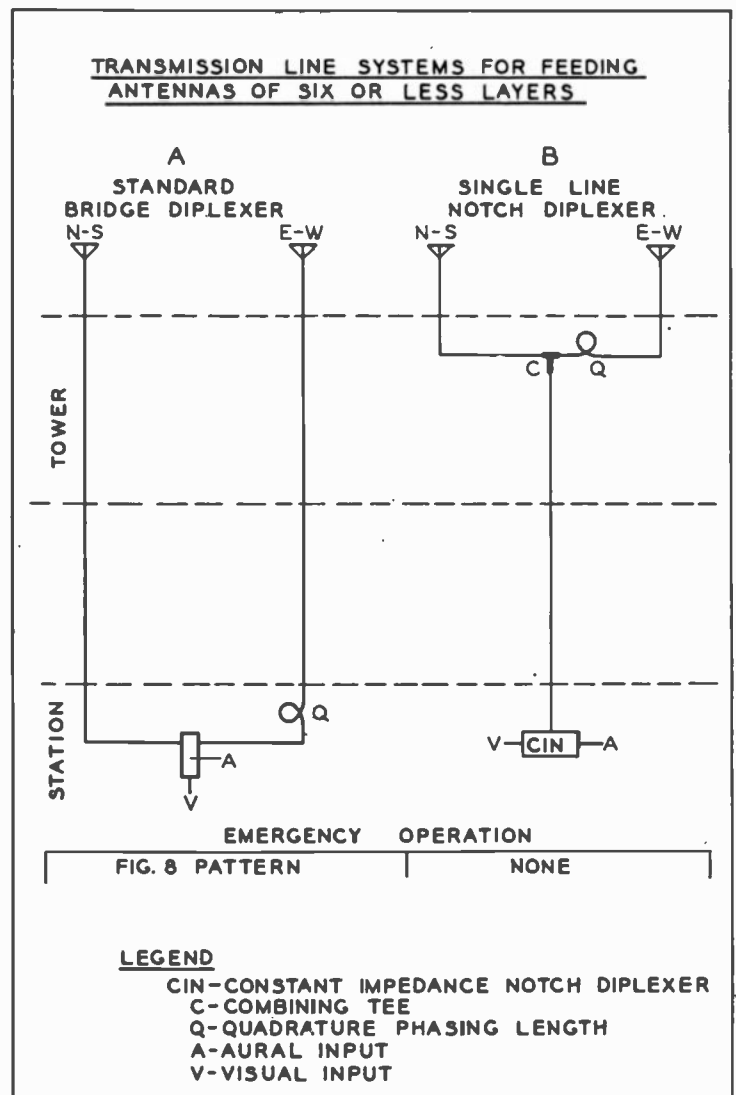 TRANSMISSION LINE SYSTEMS FOR FEEDING
ANTENNAS OF SIX OR LESS LAYERS
A
STANDARD
BRIDGE DIPLEXER
N-S E-W
B
SINGLE LINE
NOTCH DIPLEXER
N-S E-W
TOWER
C Q
STATION
Q
A
V
V CIN A
EMERGENCY OPERATION
FIG. 8 PATTERN NONE
LEGEND
CIN-CONSTANT IMPEDANCE NOTCH DIPLEXER
C-COMBINING TEE
Q-QUADRATURE PHASING LENGTH
A-AURAL INPUT
V-VISUAL INPUT